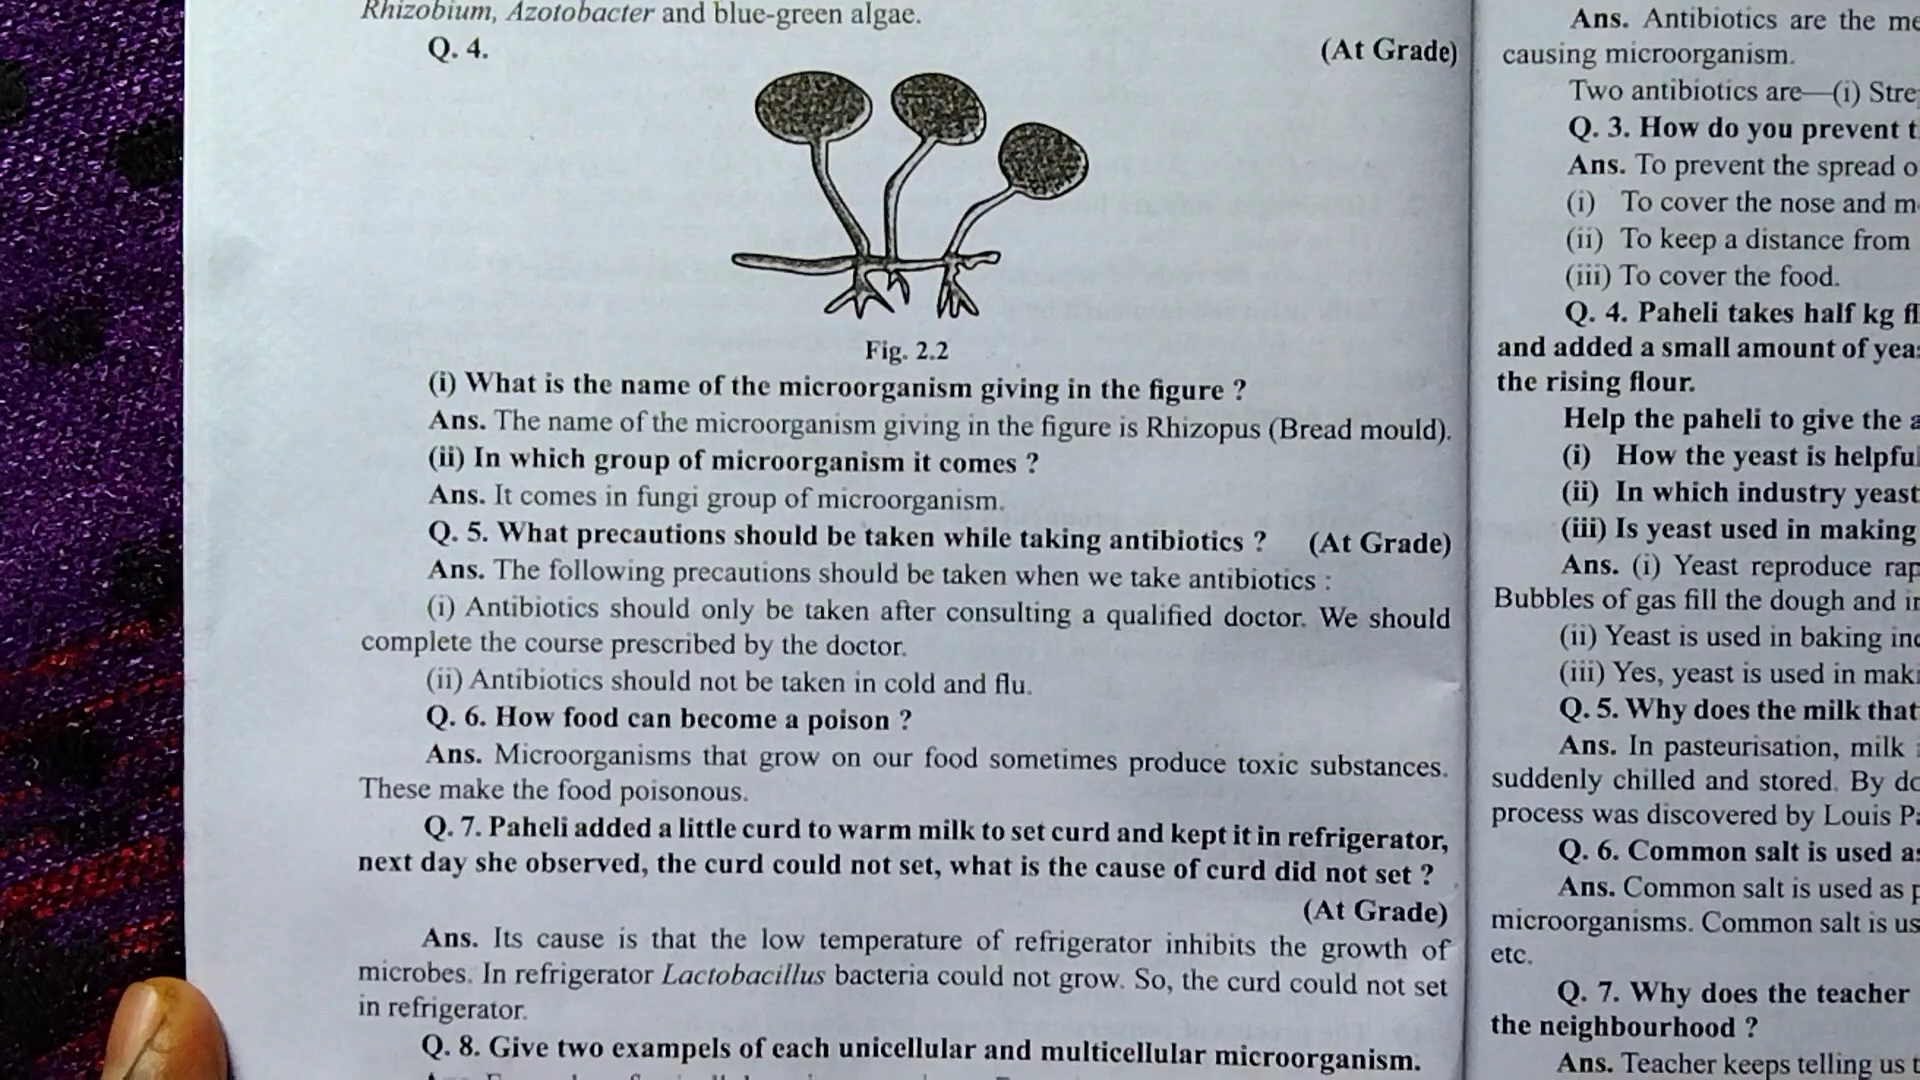 Rhizobium, Azotobacter and blue-green algae.
Q. 4. (At Grade)
Fig. 2.2
(i) What is the name of the microorganism giving in the figure ?
Ans. The name of the microorganism giving in the figure is Rhizopus (Bread mould).
(ii) In which group of microorganism it comes ?
Ans. It comes in fungi group of microorganism.
Q. 5. What precautions should be taken while taking antibiotics ? (At Grade)
Ans. The following precautions should be taken when we take antibiotics :
(i) Antibiotics should only be taken after consulting a qualified doctor. We should
complete the course prescribed by the doctor.
(ii) Antibiotics should not be taken in cold and flu.
Q. 6. How food can become a poison ?
Ans. Microorganisms that grow on our food sometimes produce toxic substances.
These make the food poisonous.
Q. 7. Paheli added a little curd to warm milk to set curd and kept it in refrigerator,
next day she observed, the curd could not set, what is the cause of curd did not set ?
(At Grade)
Ans. Its cause is that the low temperature of refrigerator inhibits the growth of
microbes. In refrigerator Lactobacillus bacteria could not grow. So, the curd could not set
in refrigerator.
Q. 8. Give two exampels of each unicellular and multicellular microorganism.
Ans. Antibiotics are the
causing microorganism.
Two antibiotics are—(i)
Q. 3. How do you prevent
Ans. To prevent the spread
(i) To cover the nose and
(ii) To keep a distance from
(iii) To cover the food.
Q. 4. Paheli takes half kg
and added a small amount of
the rising flour.
Help the paheli to give the
(i) How the yeast is
(ii) In which industry yeast
(iii) Is yeast used in making
Ans. (i) Yeast reproduce
Bubbles of gas fill the dough and
(ii) Yeast is used in baking
(iii) Yes, yeast is used in
Q. 5. Why does the milk that
Ans. In pasteurisation, milk
suddenly chilled and stored. By
process was discovered by Louis
Q. 6. Common salt is used
Ans. Common salt is used as
microorganisms. Common salt is
etc.
Q. 7. Why does the teacher
the neighbourhood ?
Ans. Teacher keeps telling us